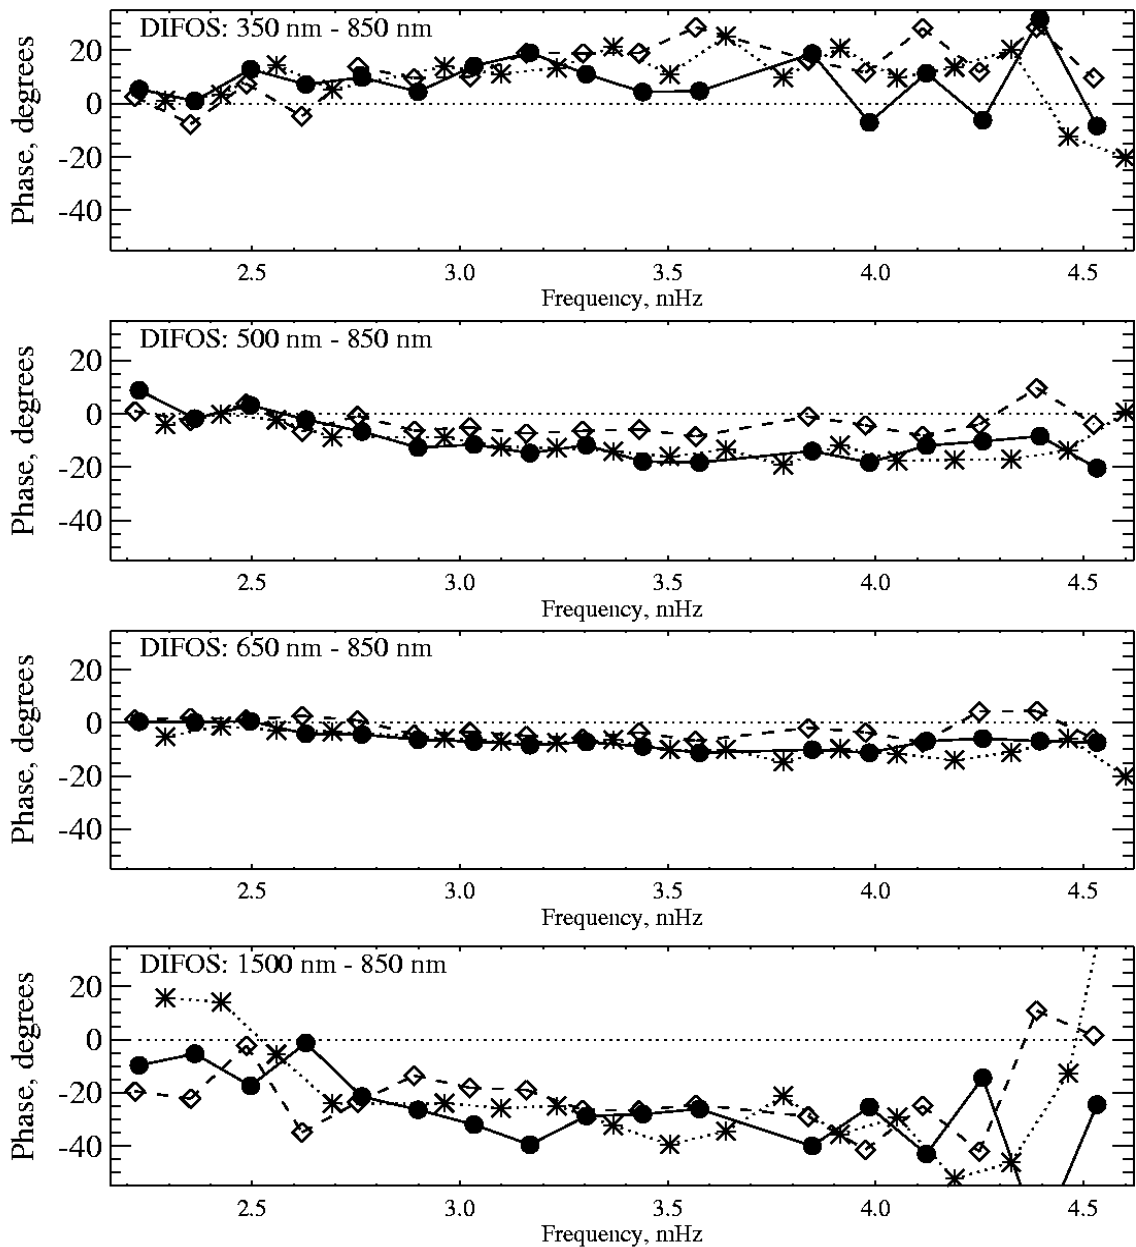 DIFOS: 350 nm - 850 nm
Phase, degrees
20
0
-20
-40
2.5 3.0 3.5 4.0 4.5
Frequency, mHz
DIFOS: 500 nm - 850 nm
Phase, degrees
20
0
-20
-40
2.5 3.0 3.5 4.0 4.5
Frequency, mHz
DIFOS: 650 nm - 850 nm
Phase, degrees
20
0
-20
-40
2.5 3.0 3.5 4.0 4.5
Frequency, mHz
DIFOS: 1500 nm - 850 nm
Phase, degrees
20
0
-20
-40
2.5 3.0 3.5 4.0 4.5
Frequency, mHz